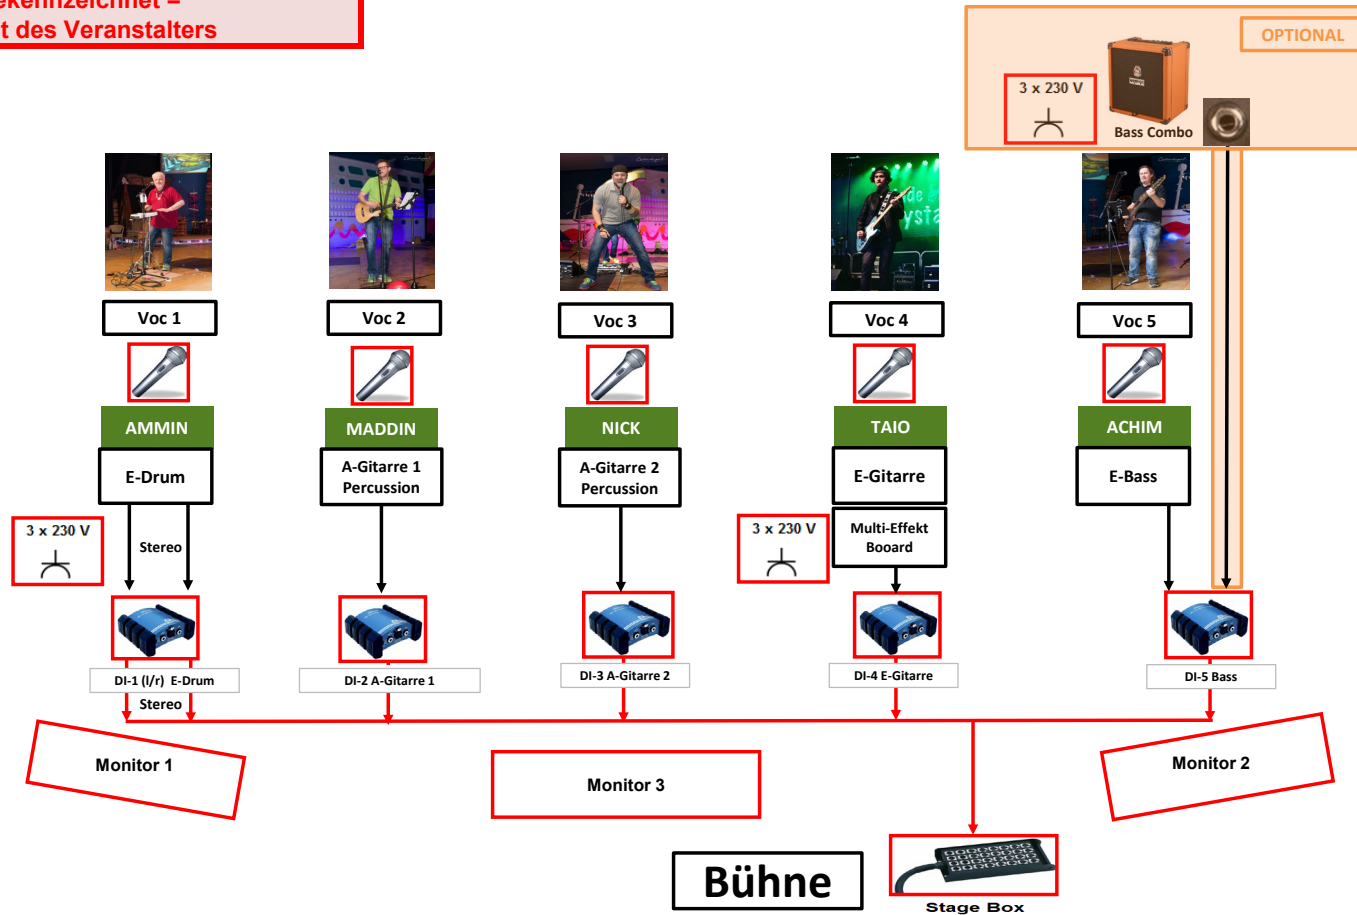 ekennzeichnet =
t des Veranstalters
OPTIONAL
3 x 230 V
Bass Combo
Voc 1
Voc 2
Voc 3
Voc 4
Voc 5
AMMIN
MADDIN
NICK
TAIO
ACHIM
E-Drum
A-Gitarre 1
Percussion
A-Gitarre 2
Percussion
E-Gitarre
E-Bass
3 x 230 V
Stereo
3 x 230 V
Multi-Effekt
Booard
DI-1 (l/r) E-Drum
DI-2 A-Gitarre 1
DI-3 A-Gitarre 2
DI-4 E-Gitarre
DI-5 Bass
Stereo
Monitor 1
Monitor 3
Monitor 2
Bühne
Stage Box